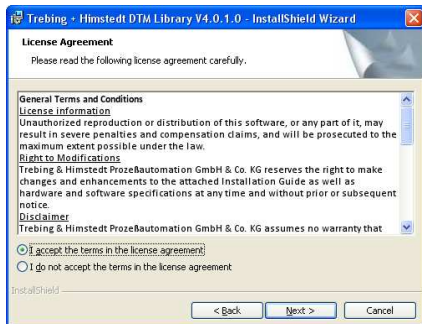 Trebing + Himstedt DTM Library V4.0.1.0 - InstallShield Wizard
License Agreement
Please read the following license agreement carefully.
General Terms and Conditions
License information
Unauthorized reproduction or distribution of this software, or any part of it, may
result in severe penalties and compensation claims, and will be prosecuted to the
maximum extent possible under the law.
Right to Modifications
Trebing & Himstedt Prozeßautomation GmbH & Co. KG reserves the right to make
changes and enhancements to the attached Installation Guide as well as
hardware and software specifications at any time and without prior or subsequent
notice.
Disclaimer
Trebing & Himstedt Prozeßautomation GmbH & Co. KG assumes no warranty that
I accept the terms in the license agreement
I do not accept the terms in the license agreement
InstallShield
< Back Next > Cancel